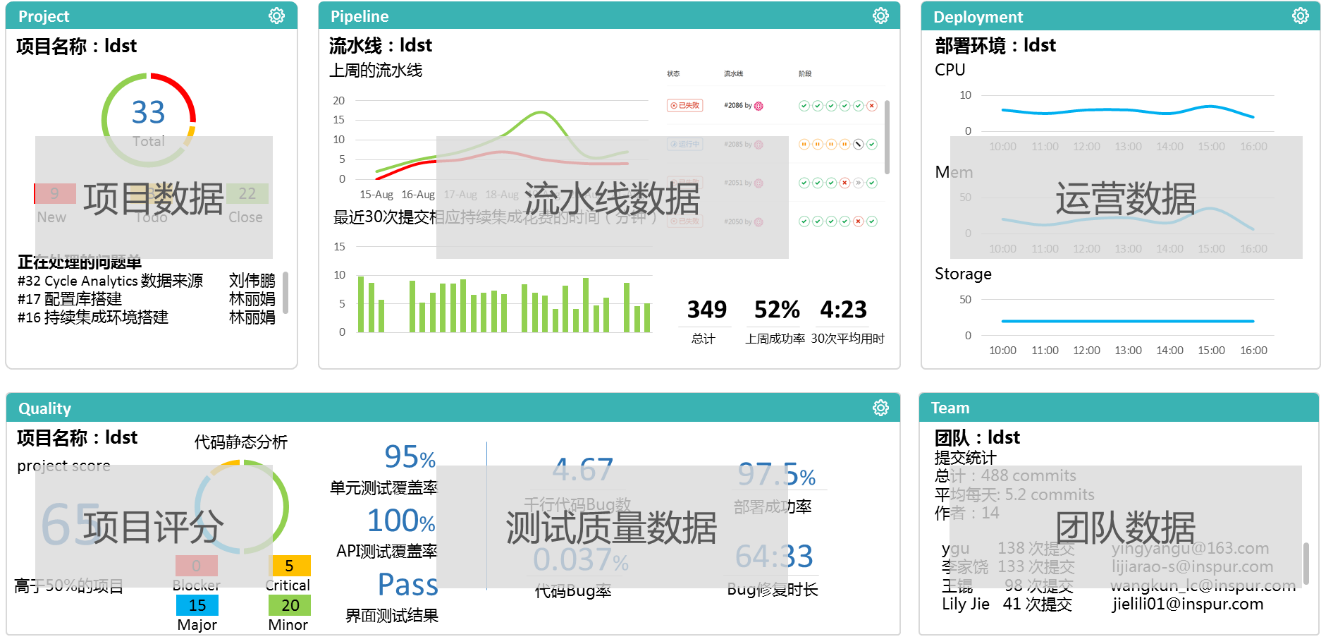 Project
项目名称：ldst
33
Total
9
33
22
New
Todo
Close
项目数据
正在处理的问题单
#32 Cycle Analytics 数据来源 刘伟鹏
#17 配置库搭建 林丽娟
#16 持续集成环境搭建 林丽娟
Pipeline
流水线：ldst
上周的流水线
20
15
10
5
0
15-Aug 16-Aug 17-Aug 18-Aug
状态 流水线 阶段
已失败 #2086 by
运行中 #2085 by
#2051 by
#2050 by
流水线数据
最近30次提交相应持续集成花费的时间（分钟）
15
10
5
0
349
总计
52%
上周成功率
4:23
30次平均用时
Deployment
部署环境：ldst
CPU
10
0
10:00 11:00 12:00 13:00 14:00 15:00 16:00
Mem
50
0
10:00 11:00 12:00 13:00 14:00 15:00 16:00
运营数据
Storage
50
0
10:00 11:00 12:00 13:00 14:00 15:00 16:00
Quality
项目名称：ldst
project score
65
高于50%的项目
项目评分
代码静态分析
0
Blocker
5
Critical
15
Major
20
Minor
95%
单元测试覆盖率
100%
API测试覆盖率
Pass
界面测试结果
4.67
千行代码Bug数
97.5%
部署成功率
测试质量数据
0.037%
代码Bug率
64:33
Bug修复时长
Team
团队：ldst
提交统计
总计：488 commits
平均每天: 5.2 commits
作者：14
团队数据
ygu 138 次提交 yingyangu@163.com
李家饶 133 次提交 lijiarao-s@inspur.com
王锟 98 次提交 wangkun_lc@inspur.com
Lily Jie 41 次提交 jielili01@inspur.com